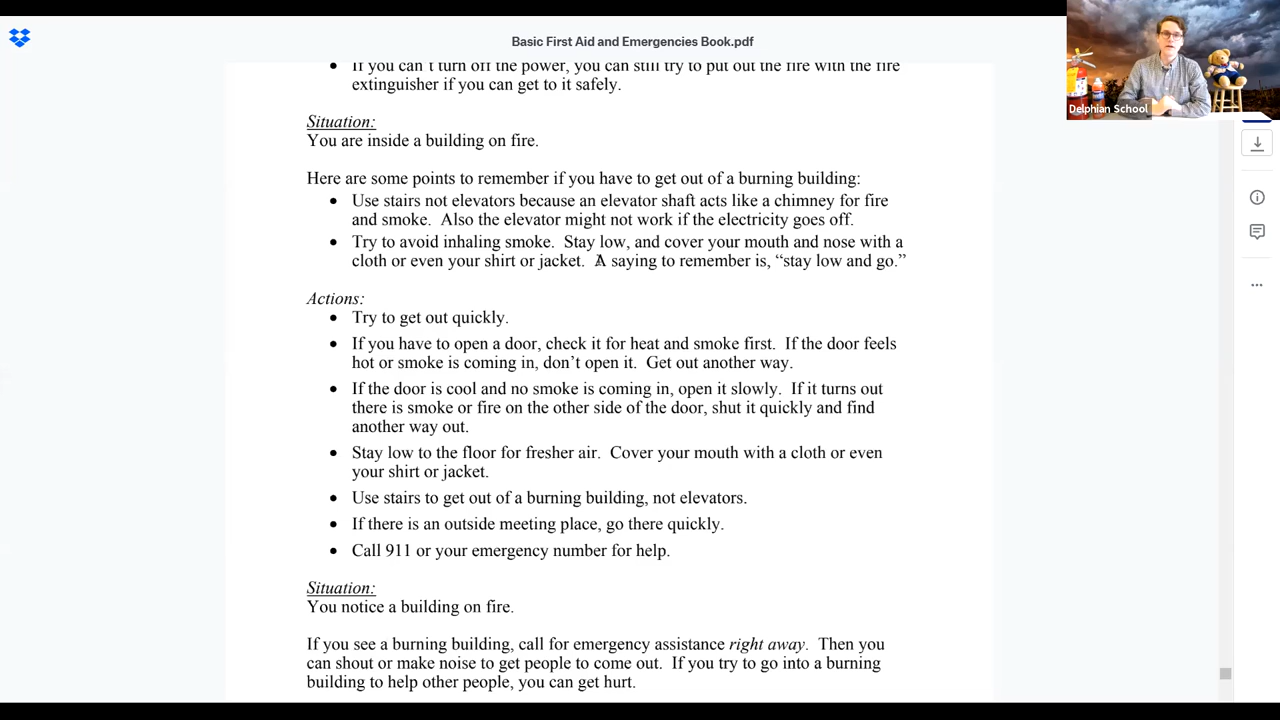 Basic First Aid and Emergencies Book.pdf
Delphian School
• If you can't turn off the power, you can still try to put out the fire with the fire
extinguisher if you can get to it safely.
Situation:
You are inside a building on fire.
Here are some points to remember if you have to get out of a burning building:
• Use stairs not elevators because an elevator shaft acts like a chimney for fire
and smoke.  Also the elevator might not work if the electricity goes off.
• Try to avoid inhaling smoke.  Stay low, and cover your mouth and nose with a
cloth or even your shirt or jacket.  A saying to remember is, “stay low and go.”
Actions:
• Try to get out quickly.
• If you have to open a door, check it for heat and smoke first.  If the door feels
hot or smoke is coming in, don’t open it.  Get out another way.
• If the door is cool and no smoke is coming in, open it slowly.  If it turns out
there is smoke or fire on the other side of the door, shut it quickly and find
another way out.
• Stay low to the floor for fresher air.  Cover your mouth with a cloth or even
your shirt or jacket.
• Use stairs to get out of a burning building, not elevators.
• If there is an outside meeting place, go there quickly.
• Call 911 or your emergency number for help.
Situation:
You notice a building on fire.
If you see a burning building, call for emergency assistance right away.  Then you
can shout or make noise to get people to come out.  If you try to go into a burning
building to help other people, you can get hurt.